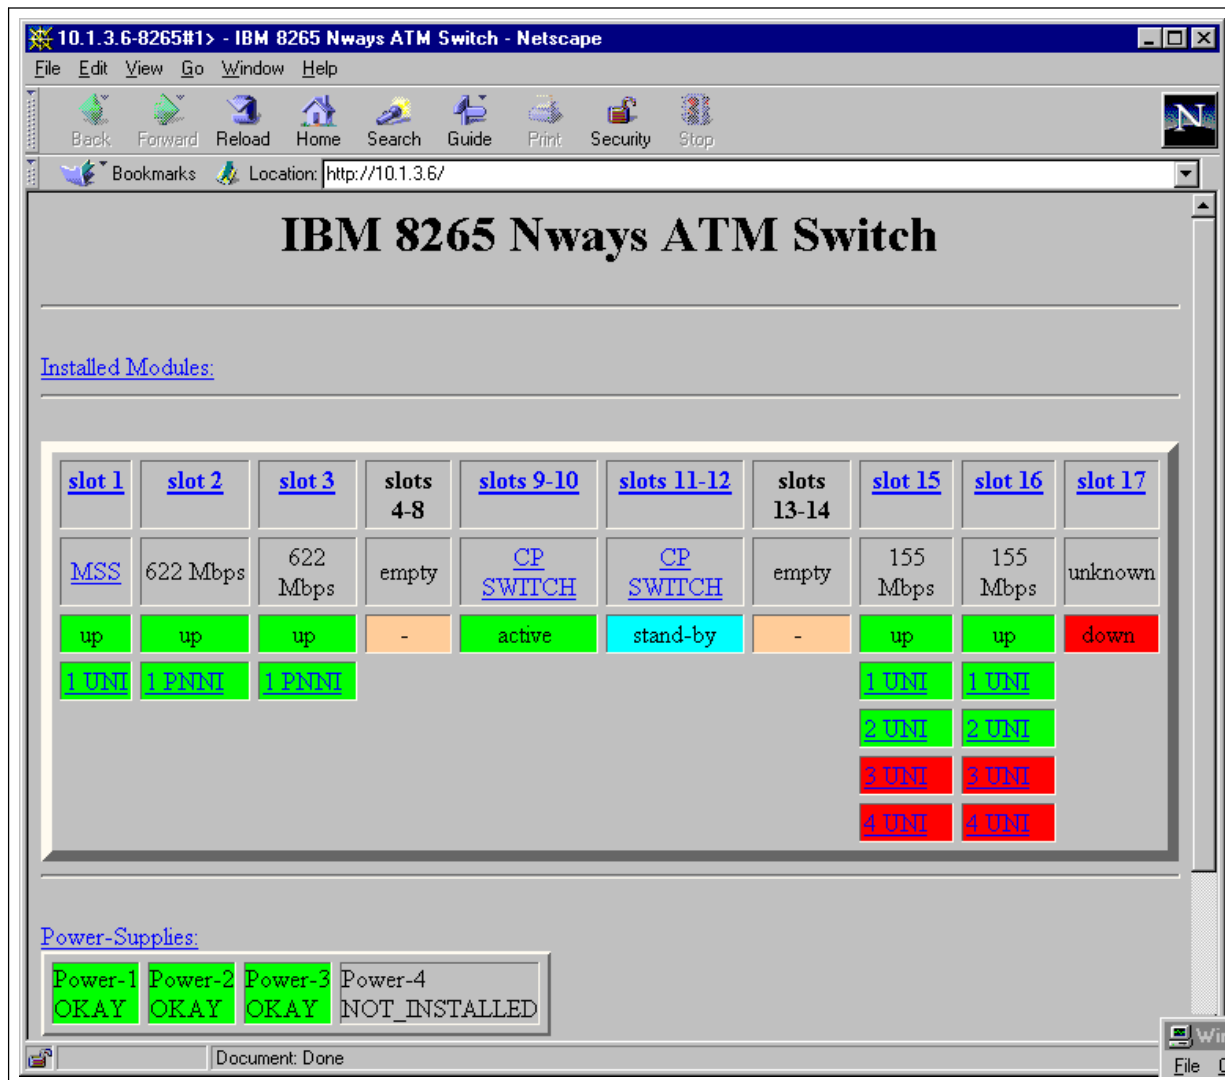 10.1.3.6-8265#1> - IBM 8265 Nways ATM Switch - Netscape
File Edit View Go Window Help
Back Forward Reload Home Search Guide Print Security Stop
N
Bookmarks Location: http://10.1.3.6/
IBM 8265 Nways ATM Switch
Installed Modules:
slot 1 slot 2 slot 3 slots slots 9-10 slots 11-12 slots slot 15 slot 16 slot 17
4-8 13-14
MSS 622 Mbps 622 empty CP CP empty 155 155 unknown
Mbps SWITCH SWITCH Mbps Mbps
up up up - active stand-by - up up down
1 UNI 1 PNNI 1 PNNI 1 UNI 1 UNI
2 UNI 2 UNI
3 UNI 3 UNI
4 UNI 4 UNI
Power-Supplies:
Power-1 Power-2 Power-3 Power-4
OKAY OKAY OKAY NOT_INSTALLED
Document: Done
File